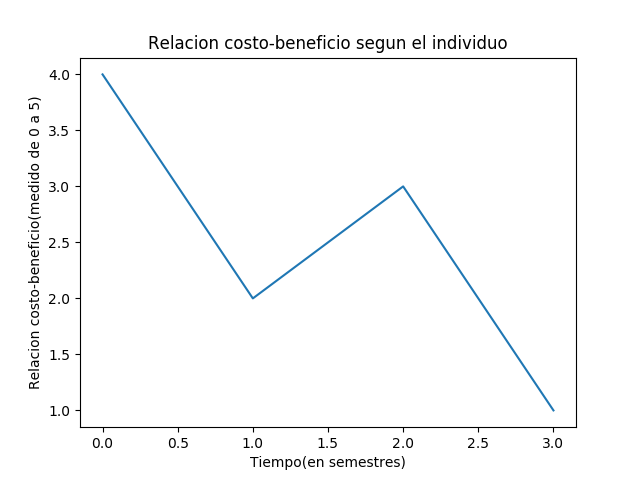 Relacion costo-beneficio segun el individuo
Relacion costo-beneficio(medido de 0 a 5)
4.0
3.5
3.0
2.5
2.0
1.5
1.0
0.0 0.5 1.0 1.5 2.0 2.5 3.0
Tiempo(en semestres)